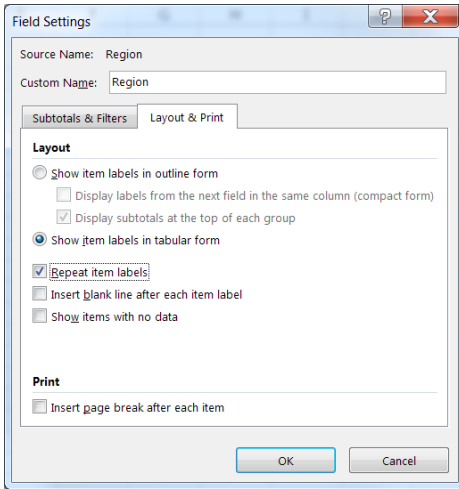 Field Settings
?
X
Source Name: Region
Custom Name: Region
Subtotals & Filters Layout & Print
Layout
Show item labels in outline form
Display labels from the next field in the same column (compact form)
Display subtotals at the top of each group
Show item labels in tabular form
Repeat item labels
Insert blank line after each item label
Show items with no data
Print
Insert page break after each item
OK Cancel